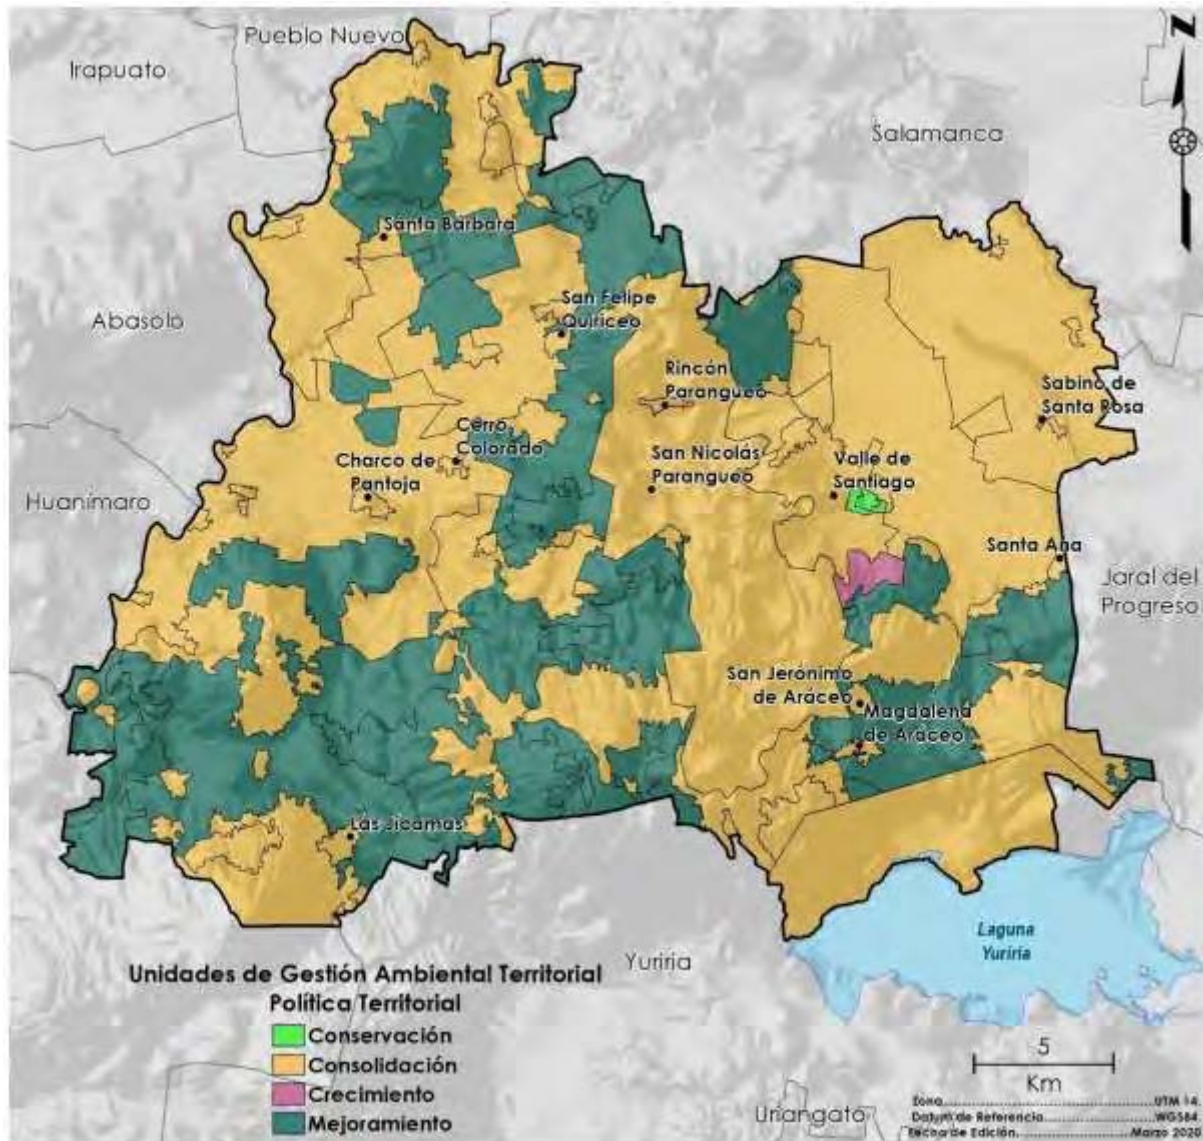 Pueblo Nuevo
Irapuato
Salamanca
Santa Bárbara
Abasolo
San Felipe
Quiriceo
Rincón
Parangueo
Sabino de
Santa Rosa
Cerro
Colorado
Charco de
Pantoja
San Nicolás
Parangueo
Valle de
Santiago
Huanímaro
Santa Ana
Jaral del
Progreso
San Jerónimo
de Aráceo
Magdalena
de Aráceo
Las Jicamas
Laguna
Yuriria
Yuriria
Unidades de Gestión Ambiental Territorial
Política Territorial
Conservación
Consolidación
Crecimiento
Mejoramiento
5
Km
Uriangato
Zona..........UTM 14
Datum de Referencia..........WGS84
Fecha de Edición..........Marzo 2020
N